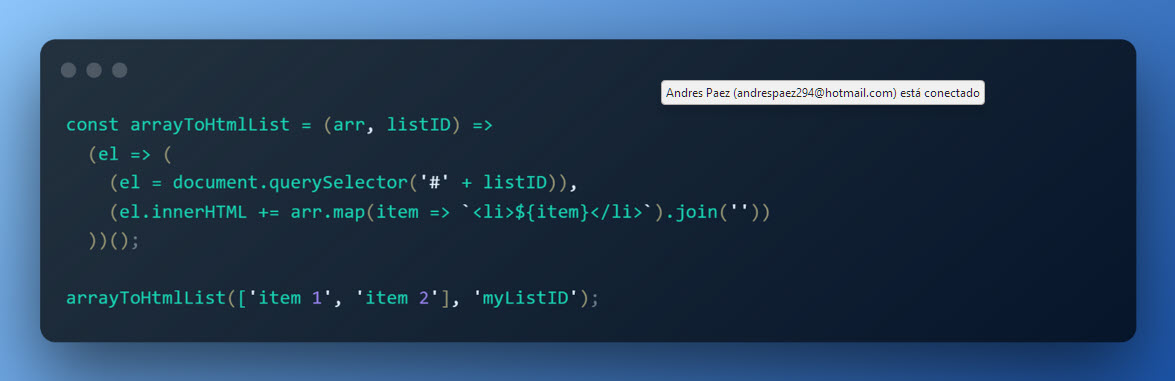 Andres Paez (andrespaez294@hotmail.com) está conectado
const arrayToHtmlList = (arr, listID) =>
  (el => (
    (el = document.querySelector('#' + listID)),
    (el.innerHTML += arr.map(item => `<li>${item}</li>`).join(''))
  ))();
arrayToHtmlList(['item 1', 'item 2'], 'myListID');